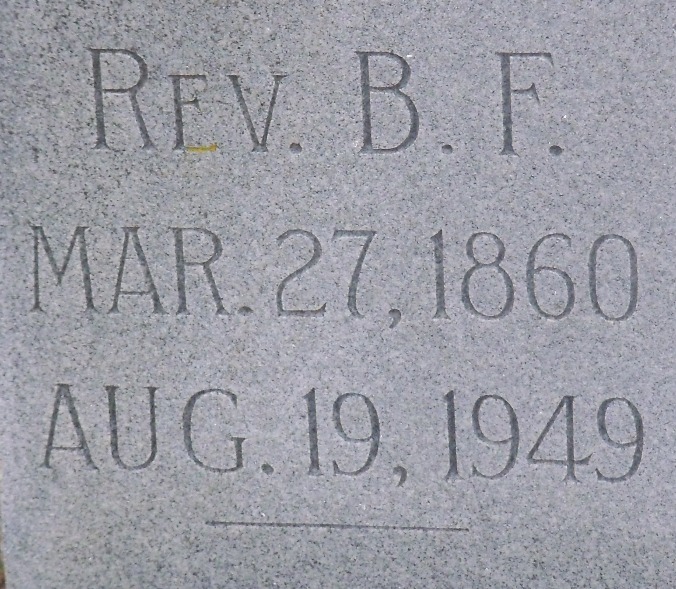 REV. B. F.
MAR. 27, 1860
AUG. 19, 1949